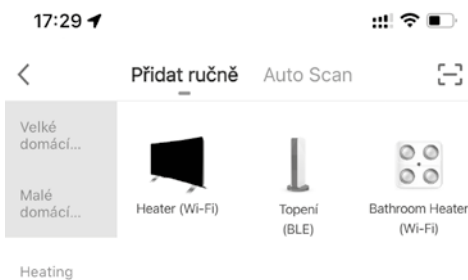 17:29
Přidat ručně Auto Scan
Velké
domácí...
Malé
domácí...
Heating
Heater (Wi-Fi)
Topení
(BLE)
Bathroom Heater
(Wi-Fi)